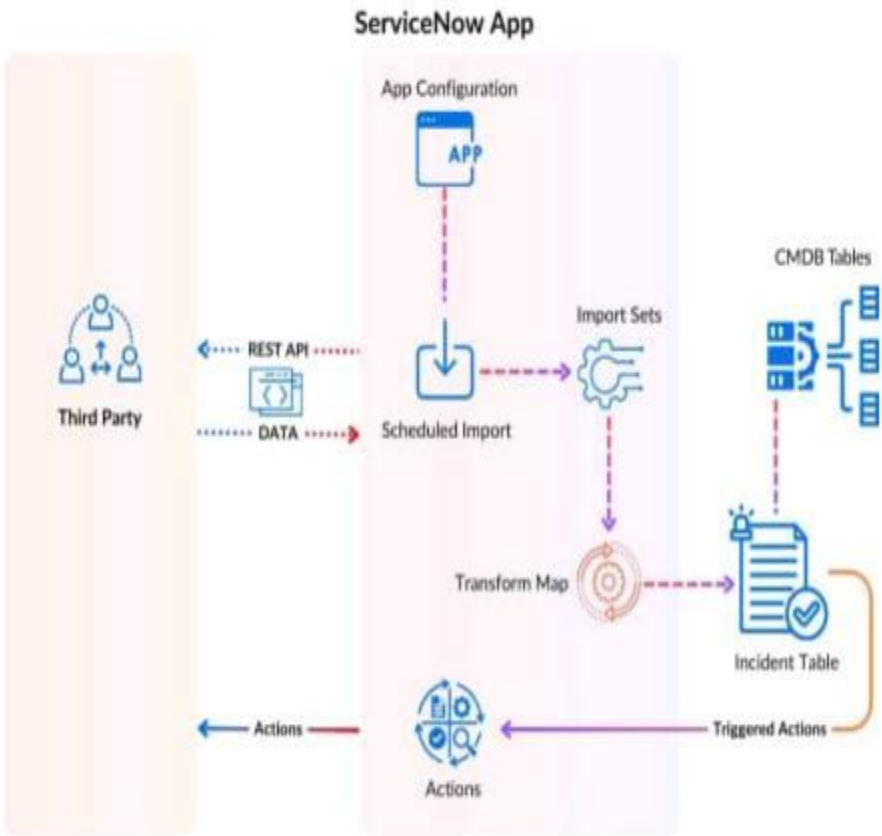 ServiceNow App
App Configuration
APP
CMDB Tables
Import Sets
REST API
Third Party
DATA
Scheduled Import
Transform Map
Incident Table
Actions
Triggered Actions
Actions